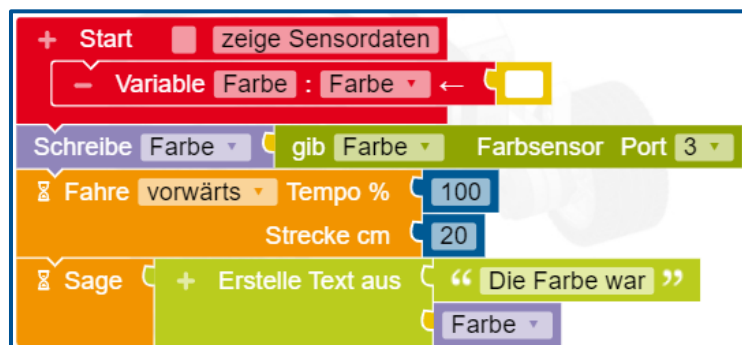 + Start zeige Sensordaten
− Variable Farbe : Farbe ▾ ←
Schreibe Farbe ▾ gib Farbe ▾ Farbsensor Port 3 ▾
Fahre vorwärts ▾ Tempo % 100
Strecke cm 20
Sage + Erstelle Text aus “ Die Farbe war ”
Farbe ▾